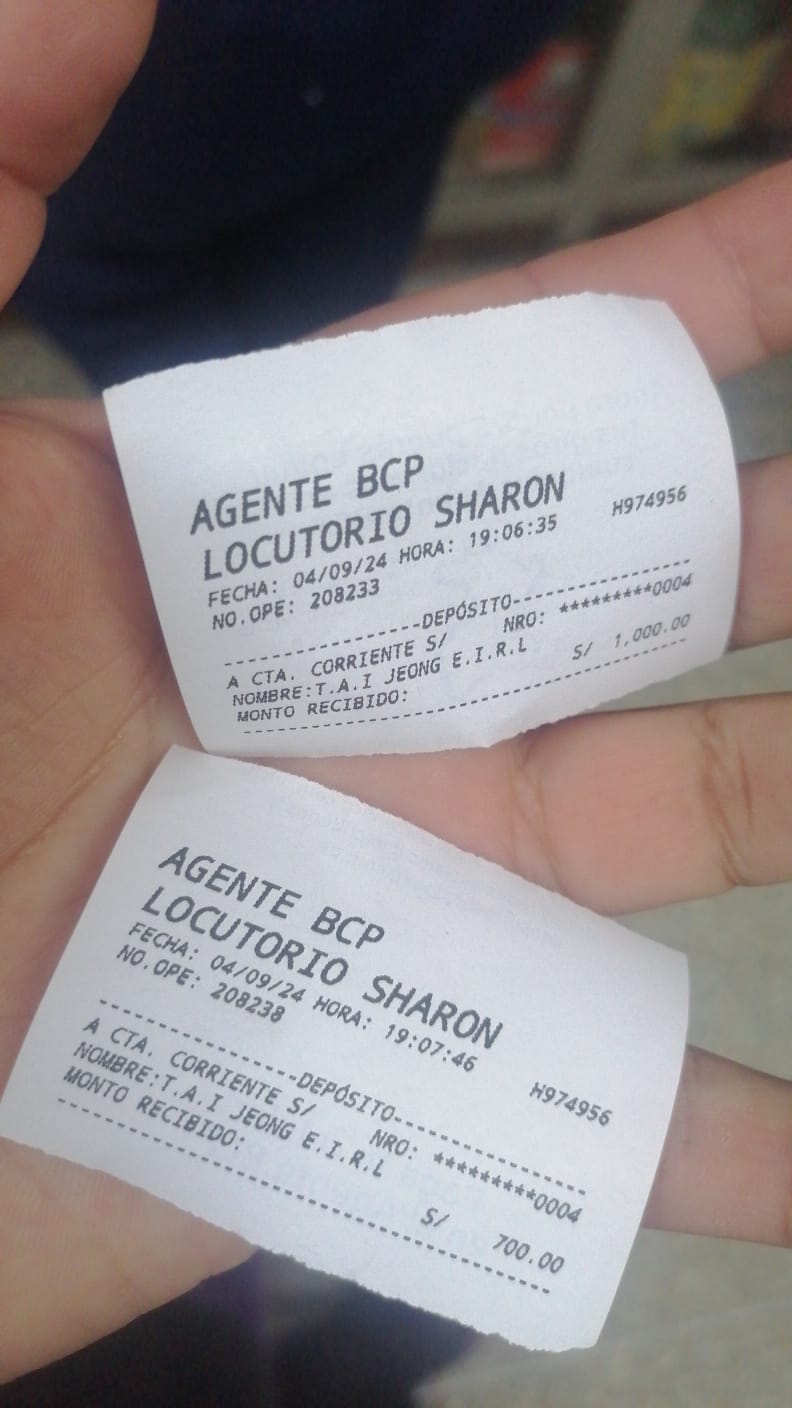 AGENTE BCP
LOCUTORIO SHARON
FECHA: 04/09/24 HORA: 19:06:35 H974956
NO.OPE: 208233
-----------------DEPÓSITO----------------
A CTA. CORRIENTE S/ NRO: *********0004
NOMBRE:T.A.I JEONG E.I.R.L
MONTO RECIBIDO: S/ 1,000.00
AGENTE BCP
LOCUTORIO SHARON
FECHA: 04/09/24 HORA: 19:07:46 H974956
NO.OPE: 208238
-----------------DEPÓSITO----------------
A CTA. CORRIENTE S/ NRO: *********0004
NOMBRE:T.A.I JEONG E.I.R.L
MONTO RECIBIDO: S/ 700.00